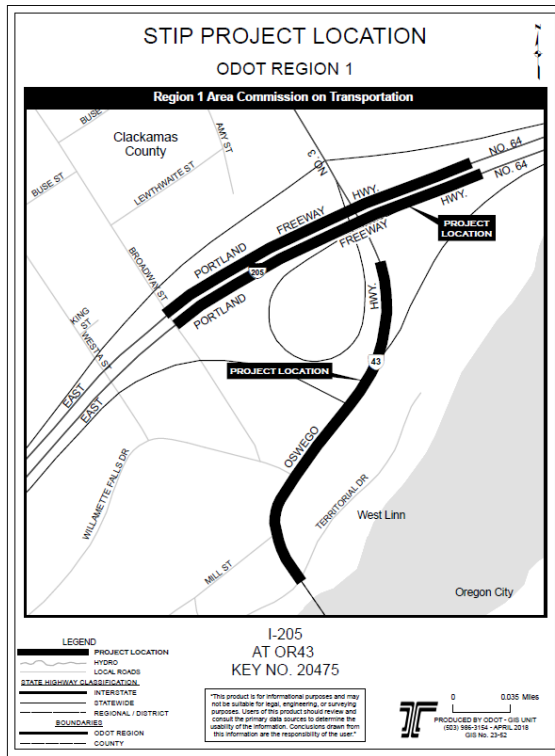 STIP PROJECT LOCATION
ODOT REGION 1
Region 1 Area Commission on Transportation
BUSE
Clackamas
County
AMY ST
NO. 3
NO. 64
NO. 64
BUSE ST
LEWTHWAITE ST
HWY.
HWY.
PROJECT
LOCATION
FREEWAY
FREEWAY
BROADWAY ST
PORTLAND
205
PORTLAND
HWY.
KING
ST
WEST A ST
43
PROJECT LOCATION
EAST
EAST
OSWEGO
WILLAMETTE FALLS DR
TERRITORIAL DR
West Linn
MILL ST
Oregon City
LEGEND
PROJECT LOCATION
HYDRO
LOCAL ROADS
STATE HIGHWAY CLASSIFICATION
INTERSTATE
STATEWIDE
REGIONAL / DISTRICT
BOUNDARIES
ODOT REGION
COUNTY
I-205
AT OR43
KEY NO. 20475
"This product is for informational purposes and may
not be suitable for legal, engineering, or surveying
purposes. Users of this product should review and
consult the primary data sources to determine the
usability of the information. Conclusions drawn from
this information are the responsibility of the user."
0 0.035 Miles
PRODUCED BY ODOT - GIS UNIT
(503) 986-3154 - APRIL 2018
GIS No. 23-52